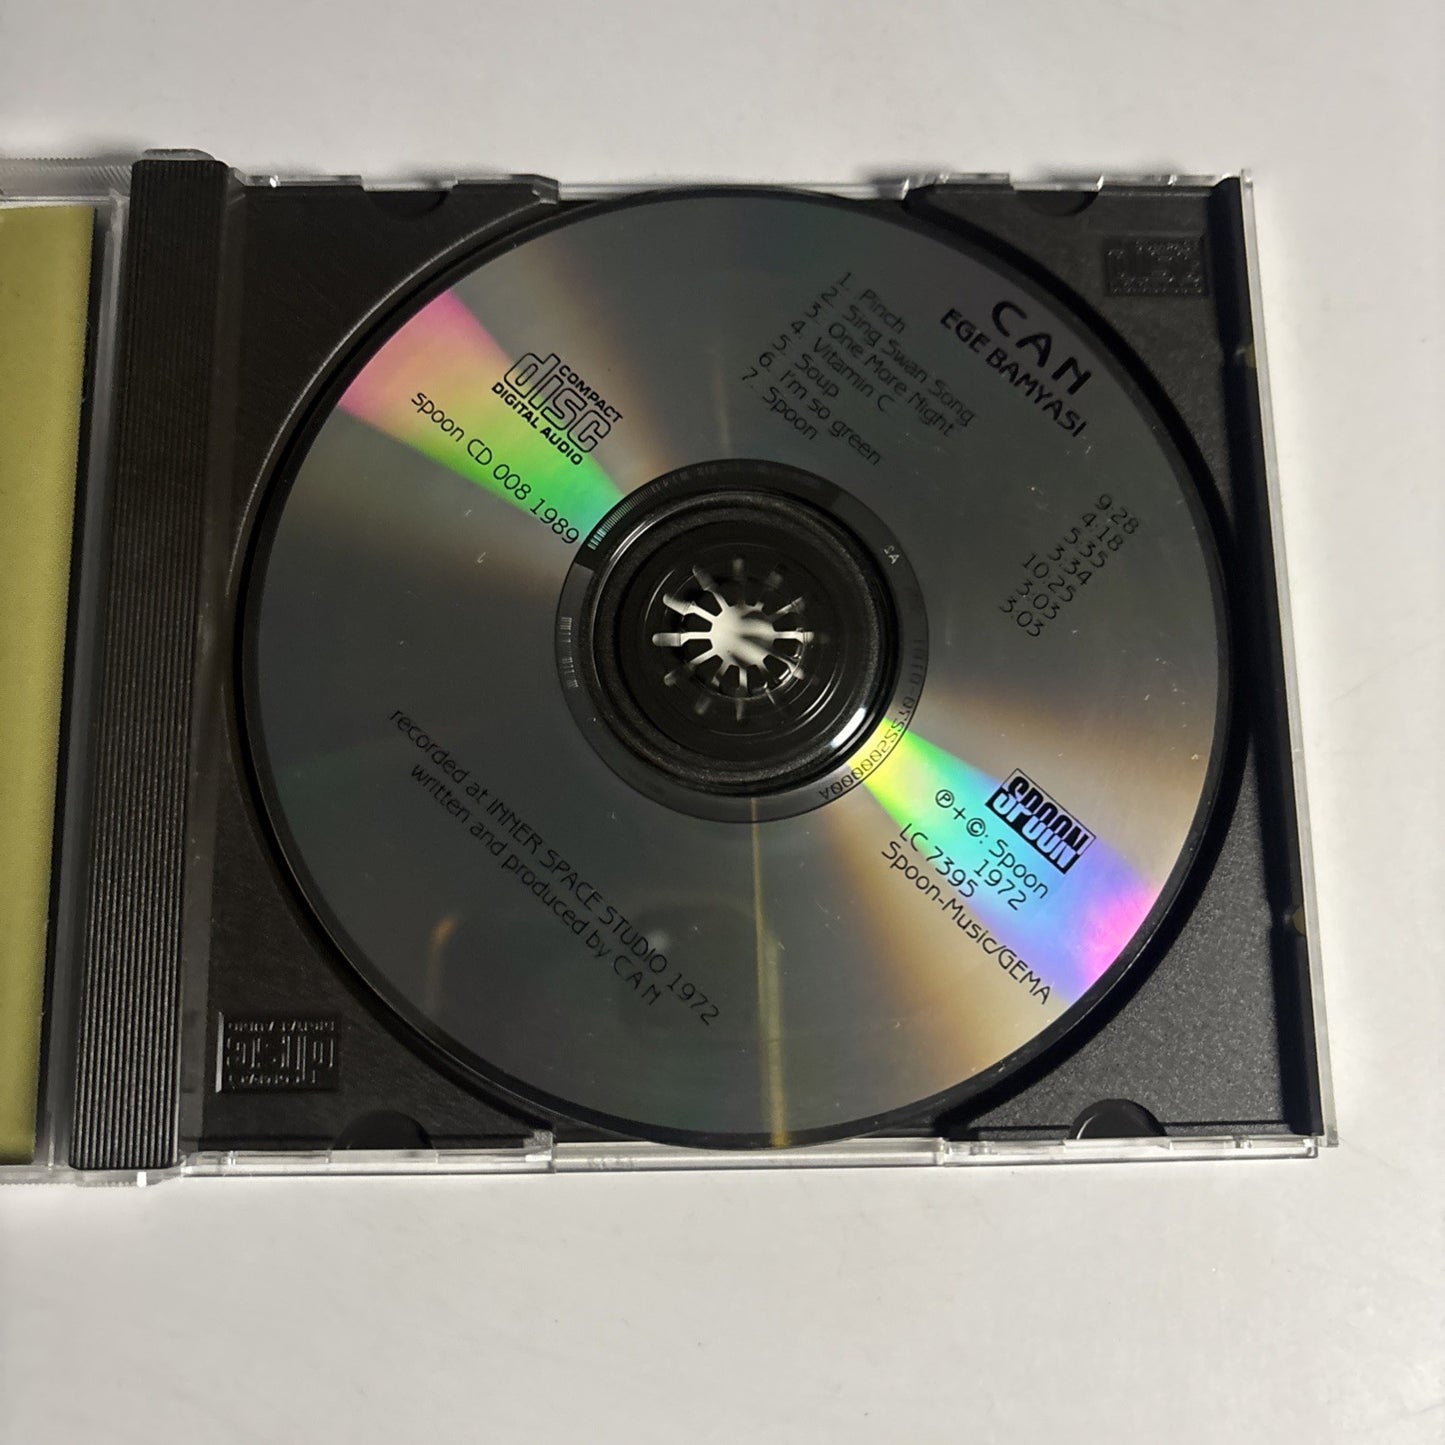 CAN
EGE BAMYASI
1. Pinch 9:28
2. Sing Swan Song 4:18
3. One More Night 5:35
4. Vitamin C 3:34
5. Soup 10:25
6. I'm so green 3:03
7. Spoon 3:03
COMPACT
disc
DIGITAL AUDIO
spoon CD 008 1989
SPOON
℗+©: Spoon
1972
LC 7395
Spoon-Music/GEMA
recorded at INNER SPACE STUDIO 1972
written and produced by CAN